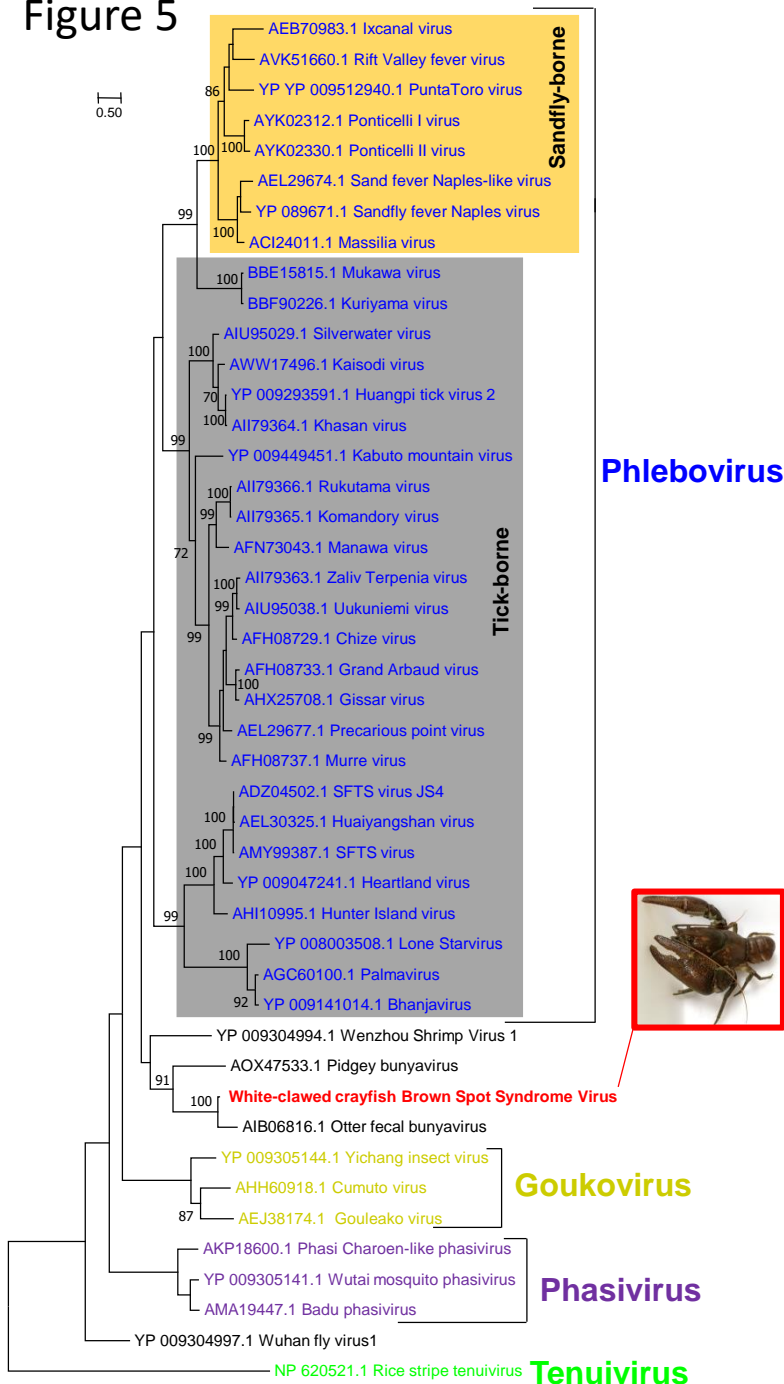 Figure 5
0.50
AEB70983.1 Ixcanal virus
AVK51660.1 Rift Valley fever virus
86
YP YP 009512940.1 PuntaToro virus
AYK02312.1 Ponticelli I virus
100
AYK02330.1 Ponticelli II virus
100
AEL29674.1 Sand fever Naples-like virus
YP 089671.1 Sandfly fever Naples virus
100
ACI24011.1 Massilia virus
Sandfly-borne
99
BBE15815.1 Mukawa virus
100
BBF90226.1 Kuriyama virus
AIU95029.1 Silverwater virus
100
AWW17496.1 Kaisodi virus
70
YP 009293591.1 Huangpi tick virus 2
100
AII79364.1 Khasan virus
99
YP 009449451.1 Kabuto mountain virus
AII79366.1 Rukutama virus
100
AII79365.1 Komandory virus
99
AFN73043.1 Manawa virus
72
AII79363.1 Zaliv Terpenia virus
100
AIU95038.1 Uukuniemi virus
99
AFH08729.1 Chize virus
99
AFH08733.1 Grand Arbaud virus
100
AHX25708.1 Gissar virus
AEL29677.1 Precarious point virus
99
AFH08737.1 Murre virus
ADZ04502.1 SFTS virus JS4
100
AEL30325.1 Huaiyangshan virus
100
AMY99387.1 SFTS virus
100
YP 009047241.1 Heartland virus
AHI10995.1 Hunter Island virus
99
YP 008003508.1 Lone Starvirus
100
AGC60100.1 Palmavirus
92
YP 009141014.1 Bhanjavirus
Tick-borne
Phlebovirus
YP 009304994.1 Wenzhou Shrimp Virus 1
AOX47533.1 Pidgey bunyavirus
91
White-clawed crayfish Brown Spot Syndrome Virus
100
AIB06816.1 Otter fecal bunyavirus
YP 009305144.1 Yichang insect virus
AHH60918.1 Cumuto virus
87
AEJ38174.1 Gouleako virus
Goukovirus
AKP18600.1 Phasi Charoen-like phasivirus
YP 009305141.1 Wutai mosquito phasivirus
AMA19447.1 Badu phasivirus
Phasivirus
YP 009304997.1 Wuhan fly virus1
NP 620521.1 Rice stripe tenuivirus
Tenuivirus